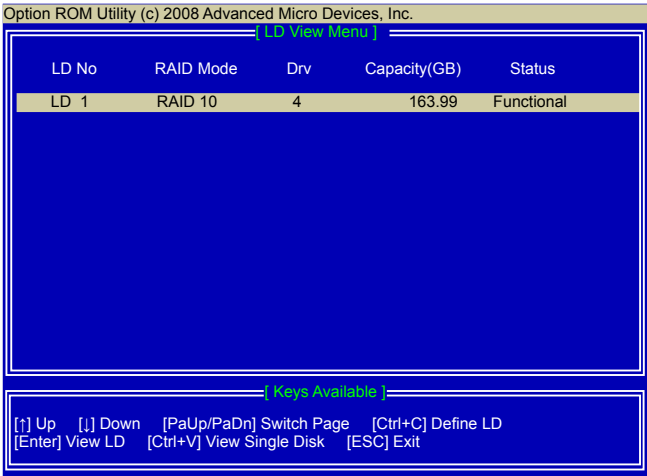 Option ROM Utility (c) 2008 Advanced Micro Devices, Inc.
[ LD View Menu ]
LD No RAID Mode Drv Capacity(GB) Status
LD 1 RAID 10 4 163.99 Functional
[ Keys Available ]
[↑] Up [↓] Down [PaUp/PaDn] Switch Page [Ctrl+C] Define LD
[Enter] View LD [Ctrl+V] View Single Disk [ESC] Exit